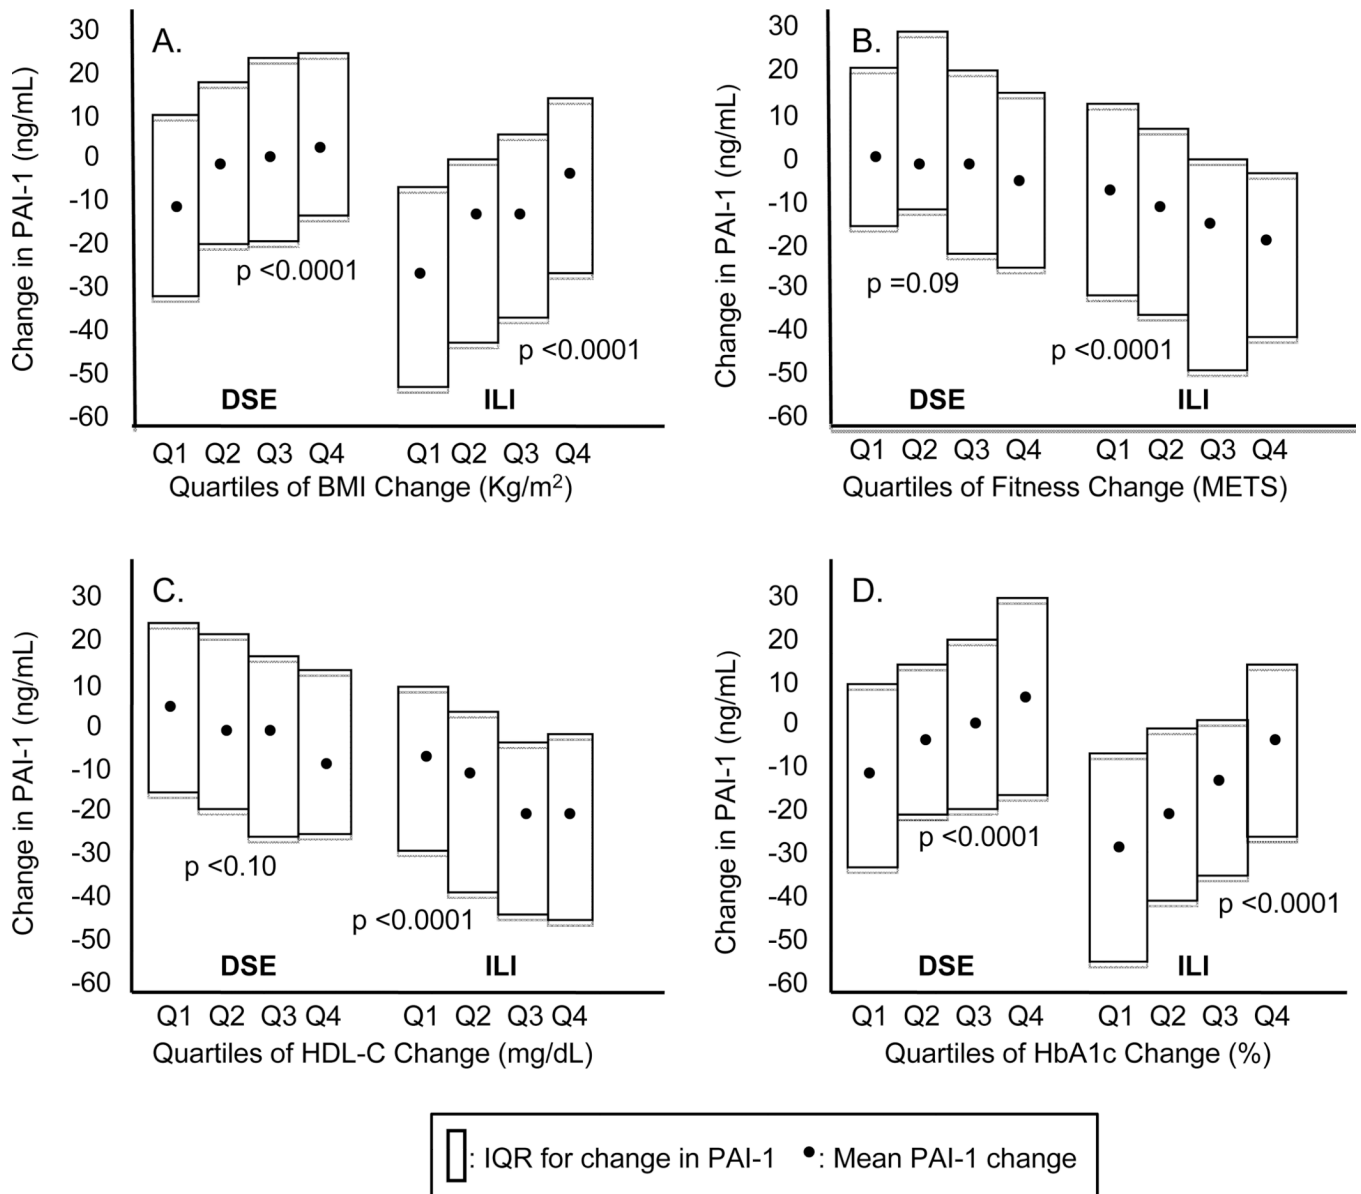 A.
Change in PAI-1 (ng/mL)
30
20
10
0
-10
-20
-30
-40
-50
-60
p <0.0001
p <0.0001
DSE
ILI
Q1 Q2 Q3 Q4
Q1 Q2 Q3 Q4
Quartiles of BMI Change (Kg/m²)
B.
Change in PAI-1 (ng/mL)
30
20
10
0
-10
-20
-30
-40
-50
-60
p =0.09
p <0.0001
DSE
ILI
Q1 Q2 Q3 Q4
Q1 Q2 Q3 Q4
Quartiles of Fitness Change (METS)
C.
Change in PAI-1 (ng/mL)
30
20
10
0
-10
-20
-30
-40
-50
-60
p <0.10
p <0.0001
DSE
ILI
Q1 Q2 Q3 Q4
Q1 Q2 Q3 Q4
Quartiles of HDL-C Change (mg/dL)
D.
Change in PAI-1 (ng/mL)
30
20
10
0
-10
-20
-30
-40
-50
-60
p <0.0001
p <0.0001
DSE
ILI
Q1 Q2 Q3 Q4
Q1 Q2 Q3 Q4
Quartiles of HbA1c Change (%)
: IQR for change in PAI-1 •: Mean PAI-1 change